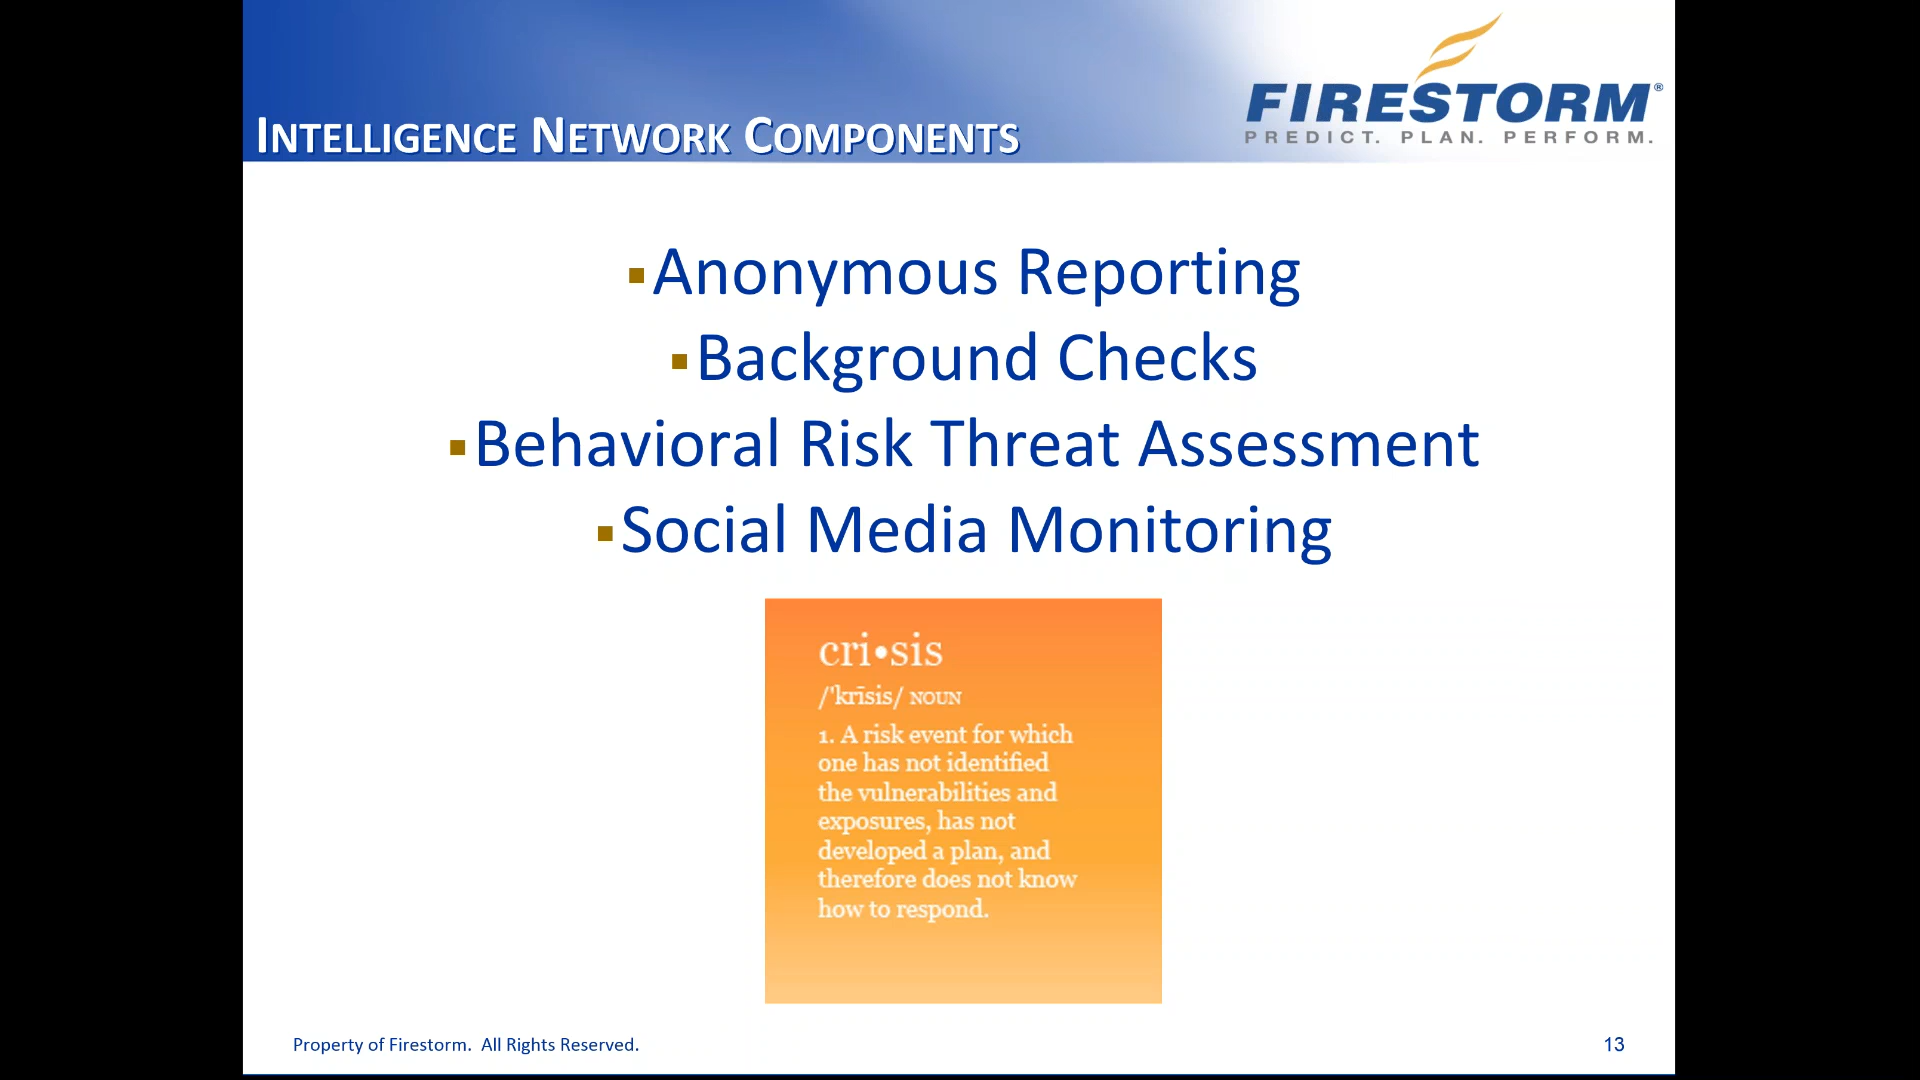 INTELLIGENCE NETWORK COMPONENTS
FIRESTORM®
PREDICT. PLAN. PERFORM.
▪Anonymous Reporting
▪Background Checks
▪Behavioral Risk Threat Assessment
▪Social Media Monitoring
cri•sis
/'krīsis/ NOUN
1. A risk event for which
one has not identified
the vulnerabilities and
exposures, has not
developed a plan, and
therefore does not know
how to respond.
Property of Firestorm. All Rights Reserved.
13